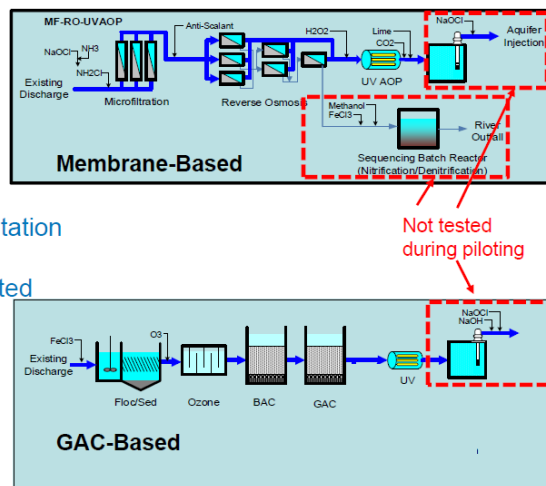 MF-RO-UVAOP
NaOCl
NH3
NH2Cl
Existing
Discharge
Microfiltration
Anti-Scalant
Reverse Osmosis
H2O2
Lime
CO2
UV AOP
NaOCl
Aquifer
Injection
Methanol
FeCl3
River
Outfall
Sequencing Batch Reactor
(Nitrification/Denitrification)
Membrane-Based
tation
ted
Not tested
during piloting
FeCl3
Existing
Discharge
Floc/Sed
O3
Ozone
BAC
GAC
UV
NaOCl
NaOH
GAC-Based